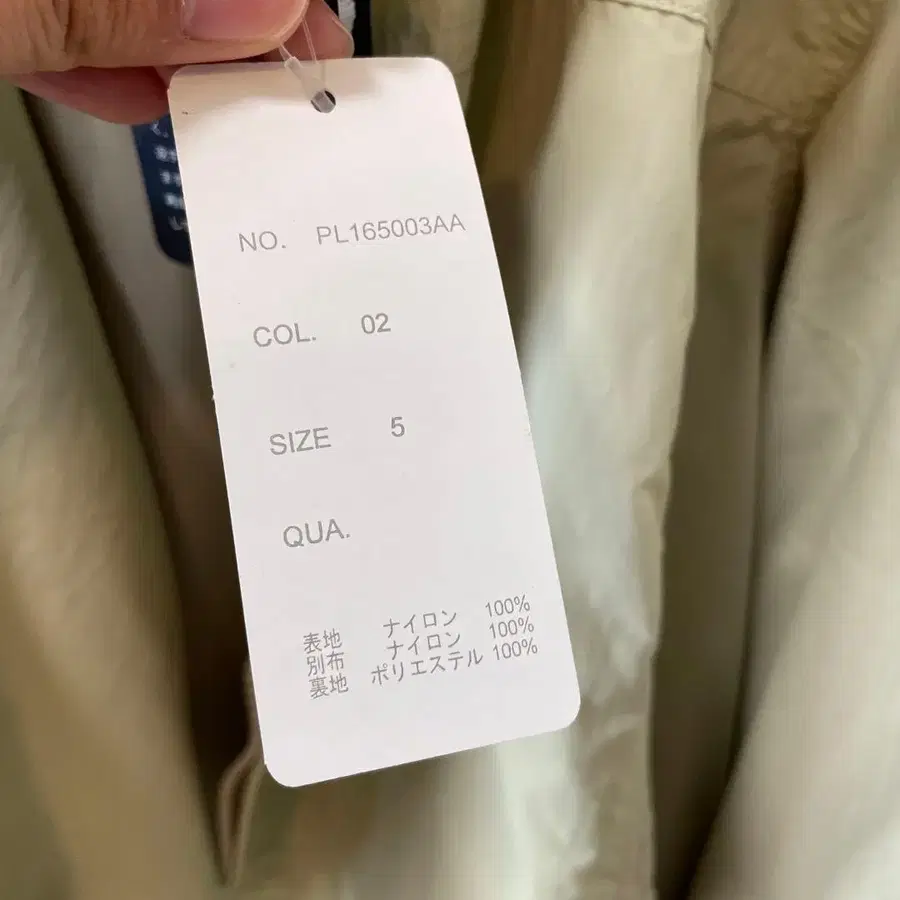 NO. PL165003AA
COL. 02
SIZE 5
QUA.
表地 ナイロン 100%
別布 ナイロン 100%
裏地 ポリエステル 100%